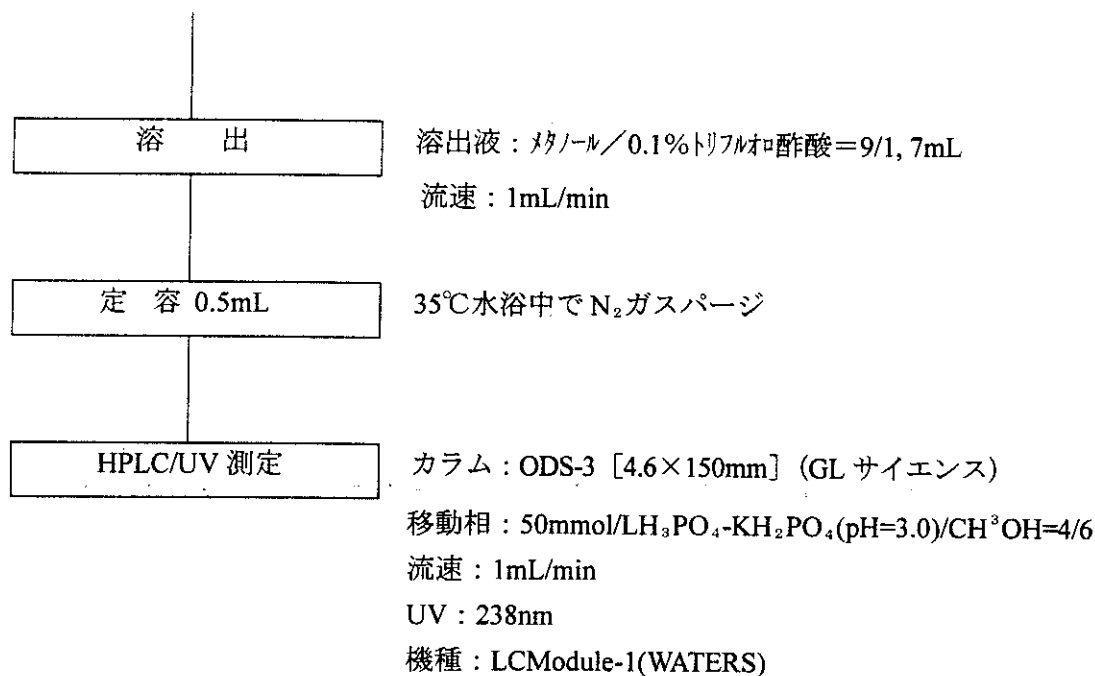 溶　　出
溶出液：メタノール／0.1%トリフルオロ酢酸＝9/1, 7mL
流速：1mL/min
定　容 0.5mL
35℃水浴中で N₂ガスパージ
HPLC/UV 測定
カラム：ODS-3［4.6×150mm］(GL サイエンス)
移動相：50mmol/LH₃PO₄-KH₂PO₄(pH=3.0)/CH³OH=4/6
流速：1mL/min
UV：238nm
機種：LCModule-1(WATERS)